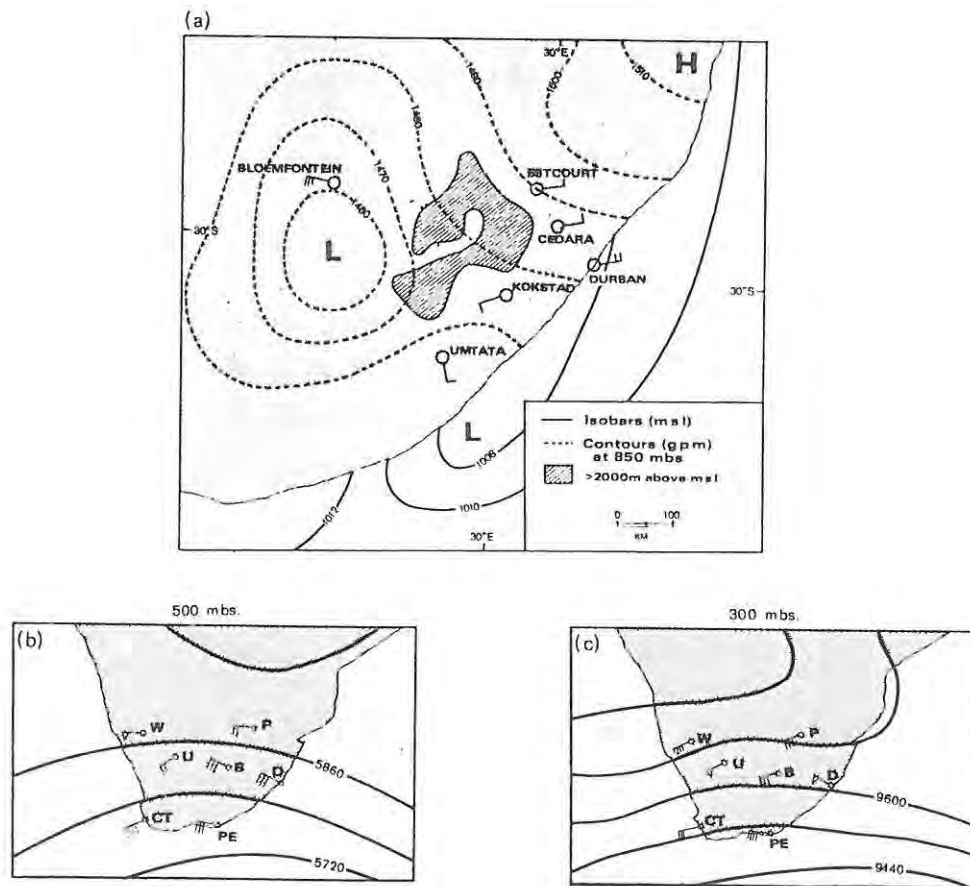 (a)
30°E
H
1510
1500
1480
1480
1470
1460
BLOEMFONTEIN
ESTCOURT
CEDARA
30°S
L
DURBAN
KOKSTAD
30°S
UMTATA
L
1008
1010
1012
30°E
Isobars (msl)
Contours (gpm)
at 850 mbs
>2000m above msl
0 100
KM
500 mbs.
(b)
W
P
U
B
D
5860
CT
PE
5720
300 mbs.
(c)
W
P
U
B
D
9600
CT
PE
9440